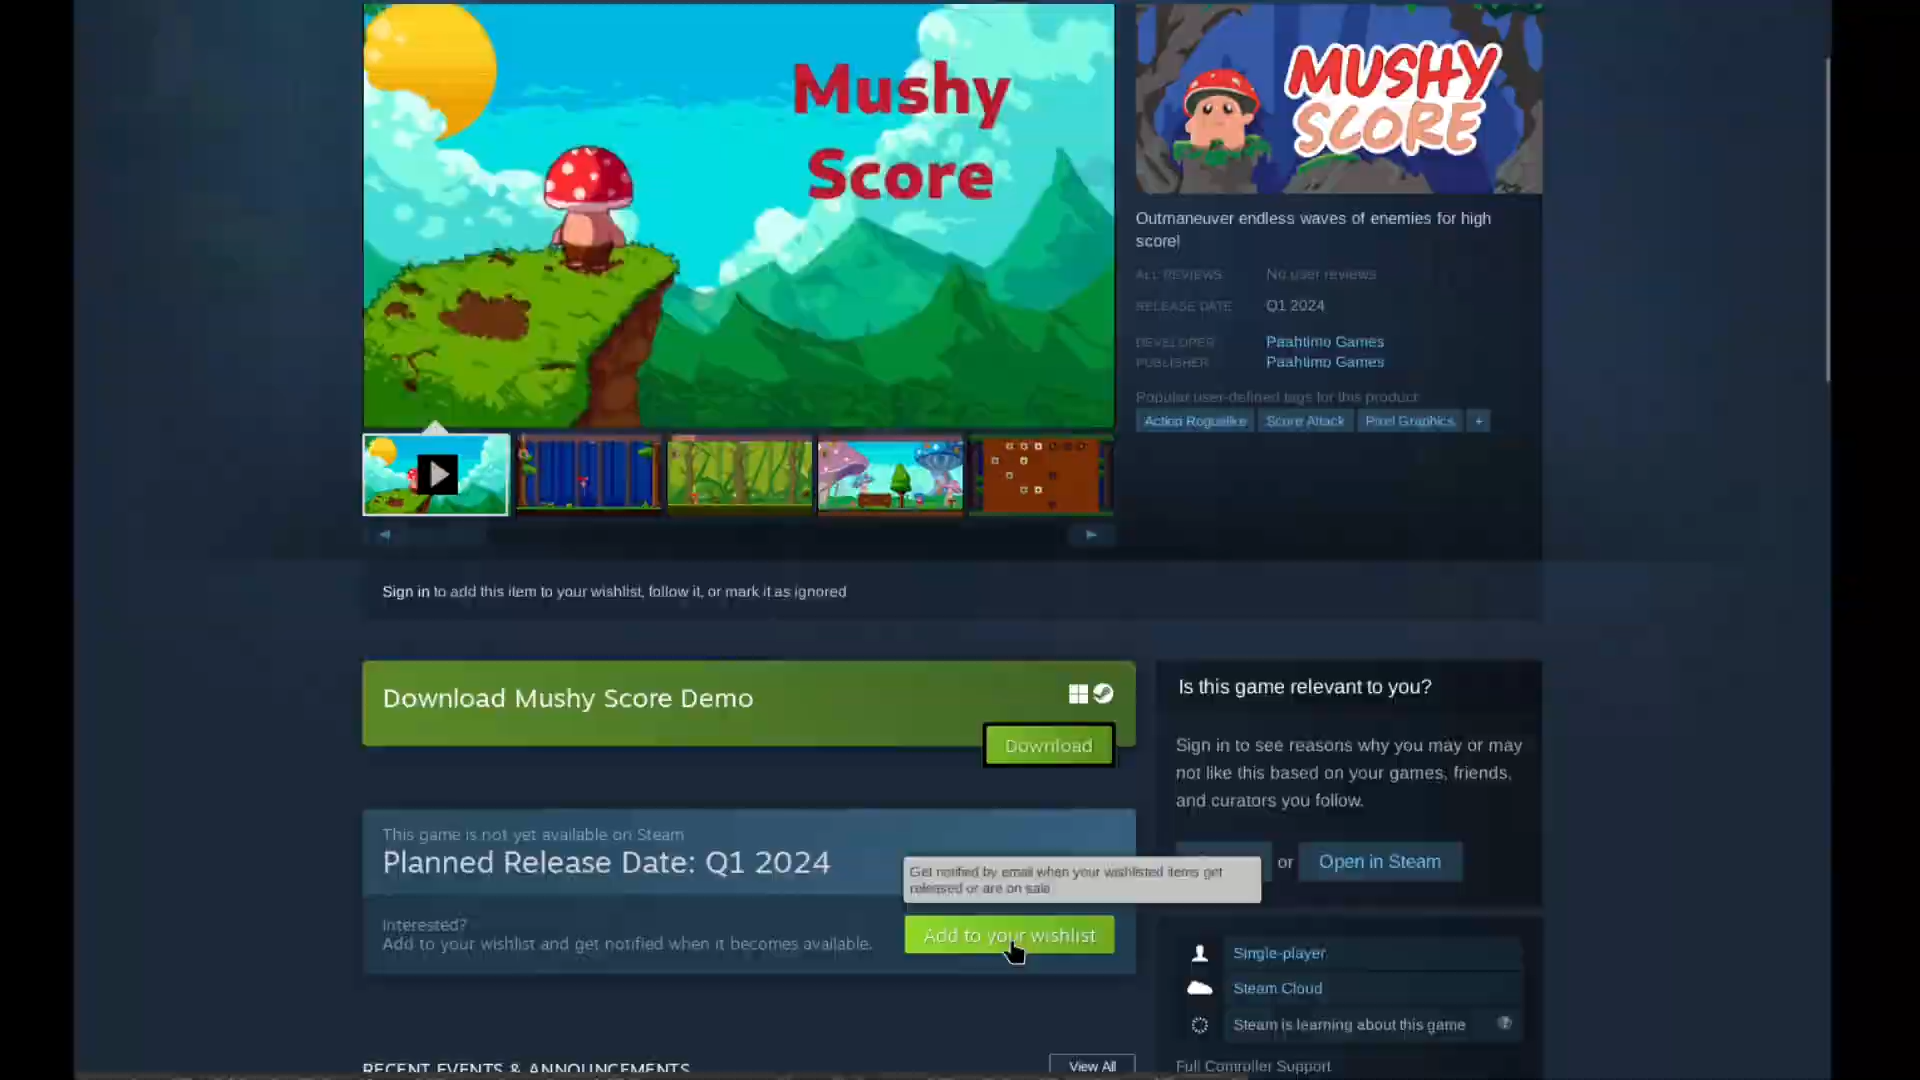 Mushy
Score
MUSHY
SCORE
Outmaneuver endless waves of enemies for high
score!
ALL REVIEWS: No user reviews
RELEASE DATE: Q1 2024
DEVELOPER: Paahtimo Games
PUBLISHER: Paahtimo Games
Popular user-defined tags for this product:
Action Roguelike Score Attack Pixel Graphics +
Sign in to add this item to your wishlist, follow it, or mark it as ignored
Download Mushy Score Demo
Download
Is this game relevant to you?
Sign in to see reasons why you may or may
not like this based on your games, friends,
and curators you follow.
or Open in Steam
This game is not yet available on Steam
Planned Release Date: Q1 2024
Get notified by email when your wishlisted items get
released or are on sale
Interested?
Add to your wishlist and get notified when it becomes available.
Add to your wishlist
Single-player
Steam Cloud
Steam is learning about this game ?
Full Controller Support
RECENT EVENTS & ANNOUNCEMENTS
View All